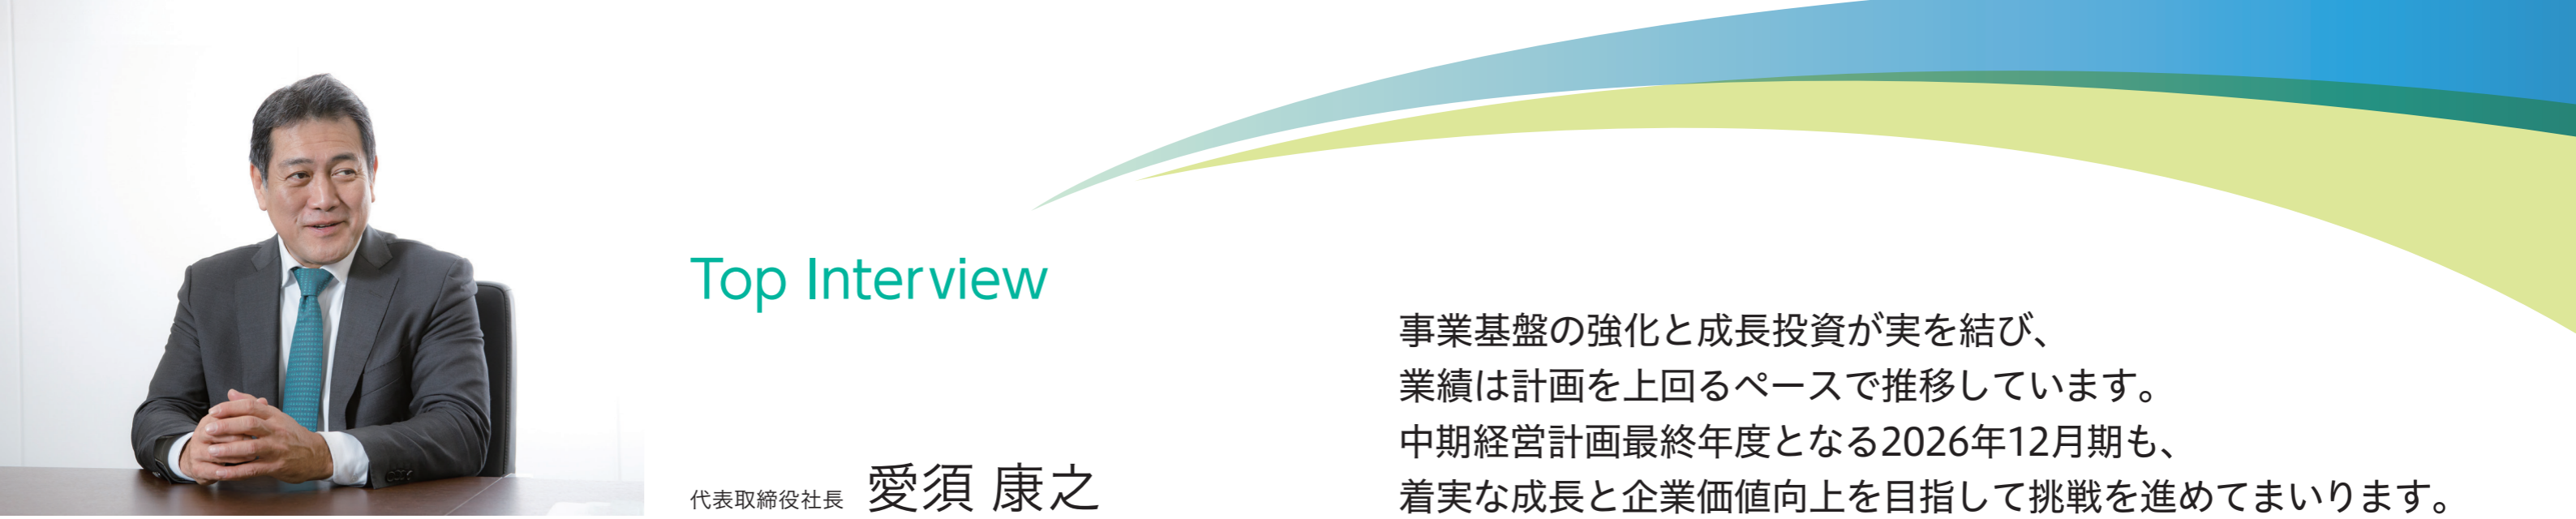 Top Interview
代表取締役社長 愛須 康之
事業基盤の強化と成長投資が実を結び、
業績は計画を上回るペースで推移しています。
中期経営計画最終年度となる2026年12月期も、
着実な成長と企業価値向上を目指して挑戦を進めてまいります。